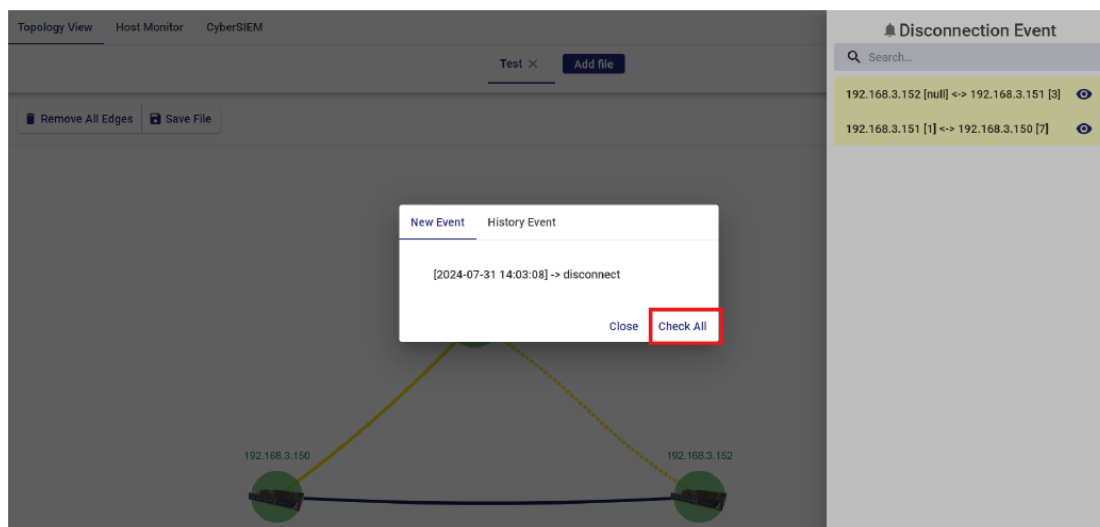 Topology View Host Monitor CyberSIEM
Test × Add file
Remove All Edges Save File
Disconnection Event
Search...
192.168.3.152 [null] <-> 192.168.3.151 [3]
192.168.3.151 [1] <-> 192.168.3.150 [7]
New Event History Event
[2024-07-31 14:03:08] -> disconnect
Close Check All
192.168.3.150
192.168.3.152